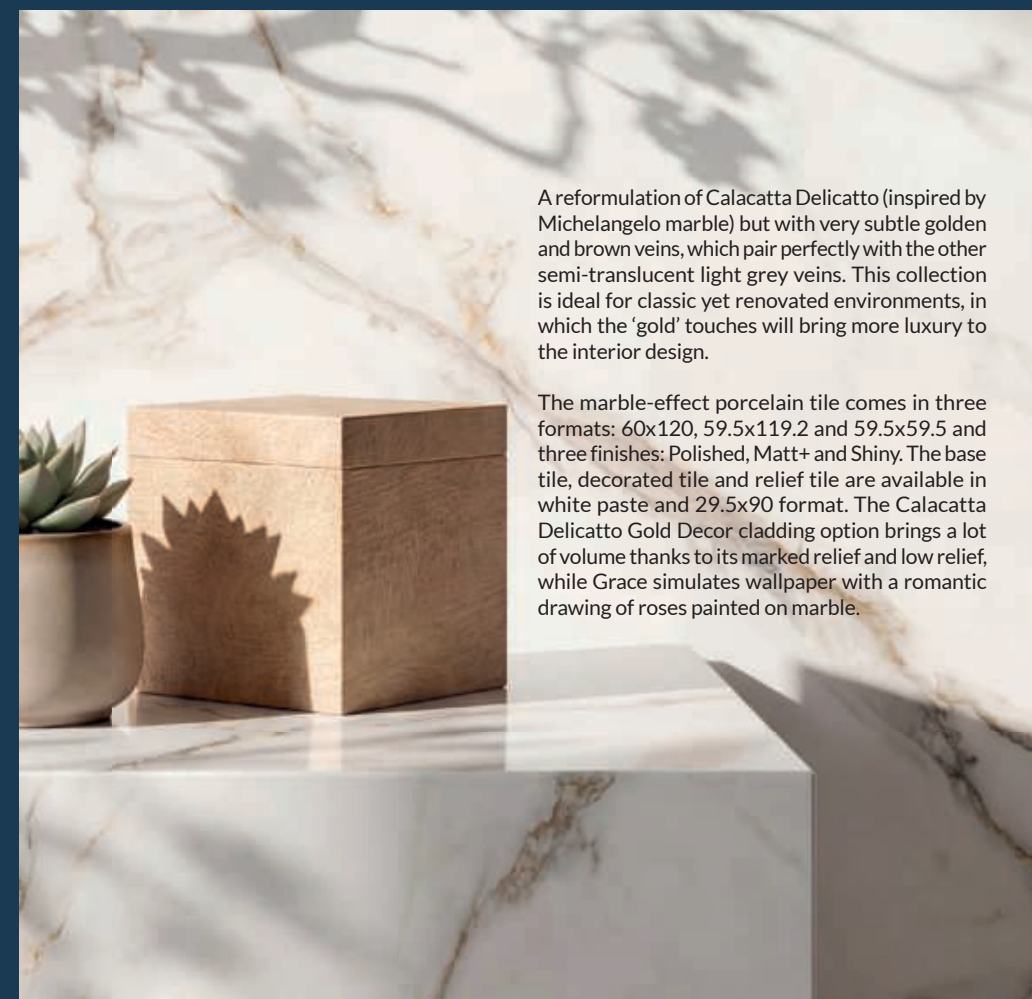 A reformulation of Calacatta Delicatto (inspired by
Michelangelo marble) but with very subtle golden
and brown veins, which pair perfectly with the other
semi-translucent light grey veins. This collection
is ideal for classic yet renovated environments, in
which the ‘gold’ touches will bring more luxury to
the interior design.
The marble-effect porcelain tile comes in three
formats: 60x120, 59.5x119.2 and 59.5x59.5 and
three finishes: Polished, Matt+ and Shiny. The base
tile, decorated tile and relief tile are available in
white paste and 29.5x90 format. The Calacatta
Delicatto Gold Decor cladding option brings a lot
of volume thanks to its marked relief and low relief,
while Grace simulates wallpaper with a romantic
drawing of roses painted on marble.